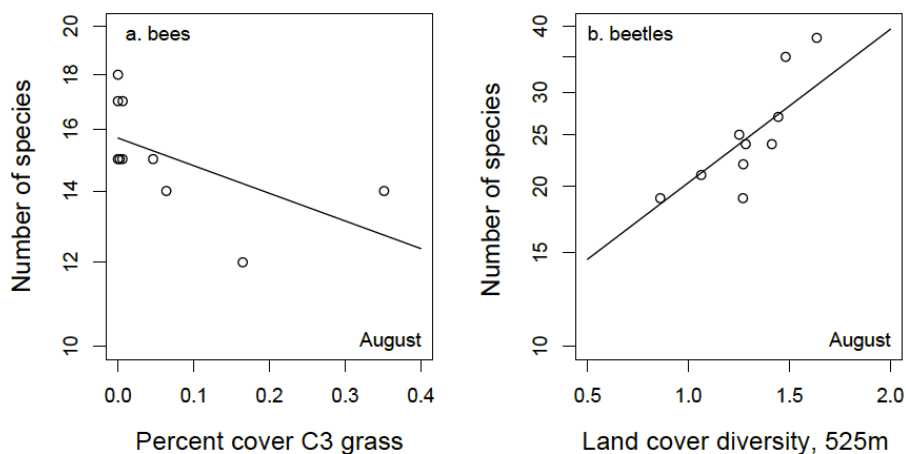 a. bees
Number of species
20
18
16
14
12
10
August
0.0 0.1 0.2 0.3 0.4
Percent cover C3 grass
b. beetles
Number of species
40
30
25
20
15
10
August
0.5 1.0 1.5 2.0
Land cover diversity, 525m